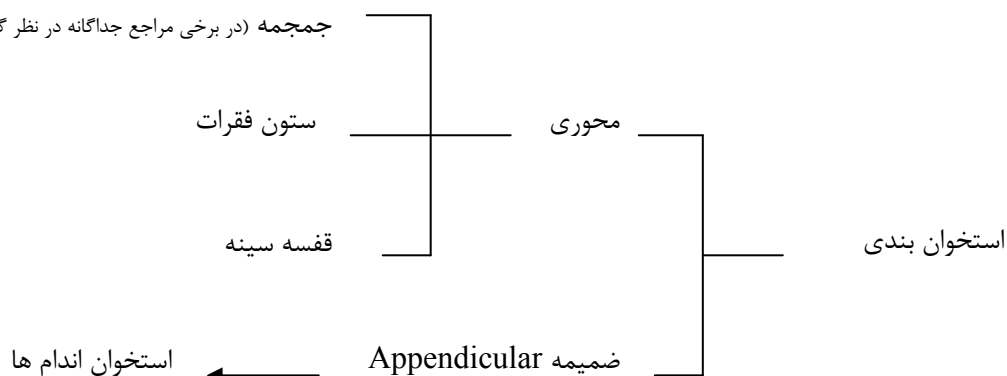 جمجمه (در برخی مراجع جداگانه در نظر
محوری
ستون فقرات
قفسه سینه
استخوان بندی
ضمیمه Appendicular
استخوان اندام ها